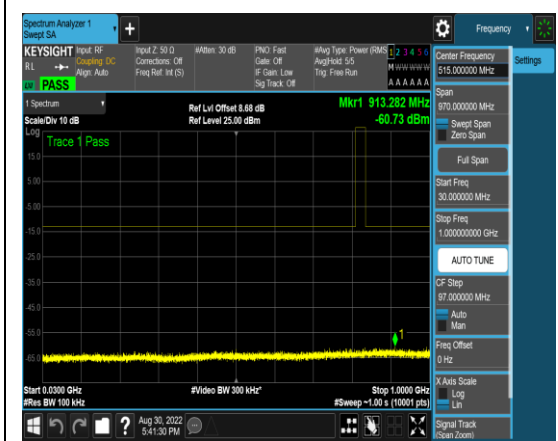 Spectrum Analyzer 1
Swept SA
Frequency
KEYSIGHT
RL
PASS
Input: RF
Coupling: DC
Align: Auto
Input Z: 50 Ω
Corrections: Off
Freq Ref: Int (S)
#Atten: 30 dB
PNO: Fast
Gate: Off
IF Gain: Low
Sig Track: Off
#Avg Type: Power (RMS
Avg|Hold: 5/5
Trig: Free Run
1 2 3 4 5 6
M W W W W W
A A A A A A
1 Spectrum
Scale/Div 10 dB
Ref Lvl Offset 8.68 dB
Ref Level 25.00 dBm
Mkr1 913.282 MHz
-60.73 dBm
Log
Trace 1 Pass
15.0
5.00
-5.00
-15.0
-25.0
-35.0
-45.0
-55.0
-65.0
1
Start 0.0300 GHz
#Res BW 100 kHz
#Video BW 300 kHz*
Stop 1.0000 GHz
#Sweep ~1.00 s (10001 pts)
Center Frequency
515.000000 MHz
Settings
Span
970.000000 MHz
Swept Span
Zero Span
Full Span
Start Freq
30.000000 MHz
Stop Freq
1.000000000 GHz
AUTO TUNE
CF Step
97.000000 MHz
Auto
Man
Freq Offset
0 Hz
X Axis Scale
Log
Lin
Signal Track
(Span Zoom)
?
Aug 30, 2022
5:41:30 PM